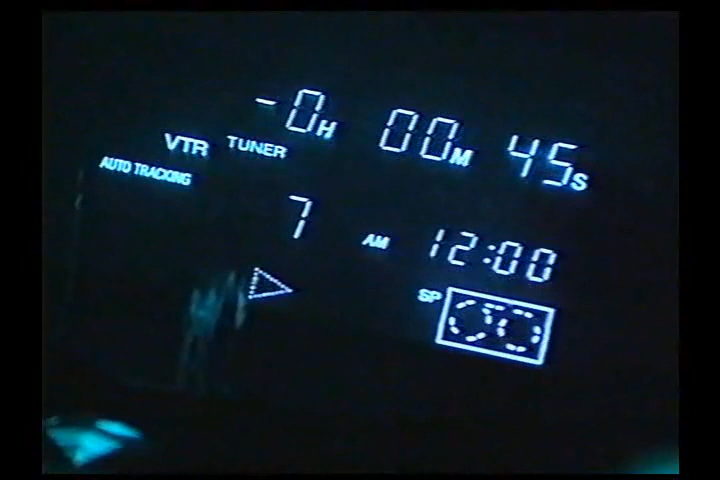 -0H 00M 45S
VTR TUNER
AUTO TRACKING
7 AM 12:00
SP